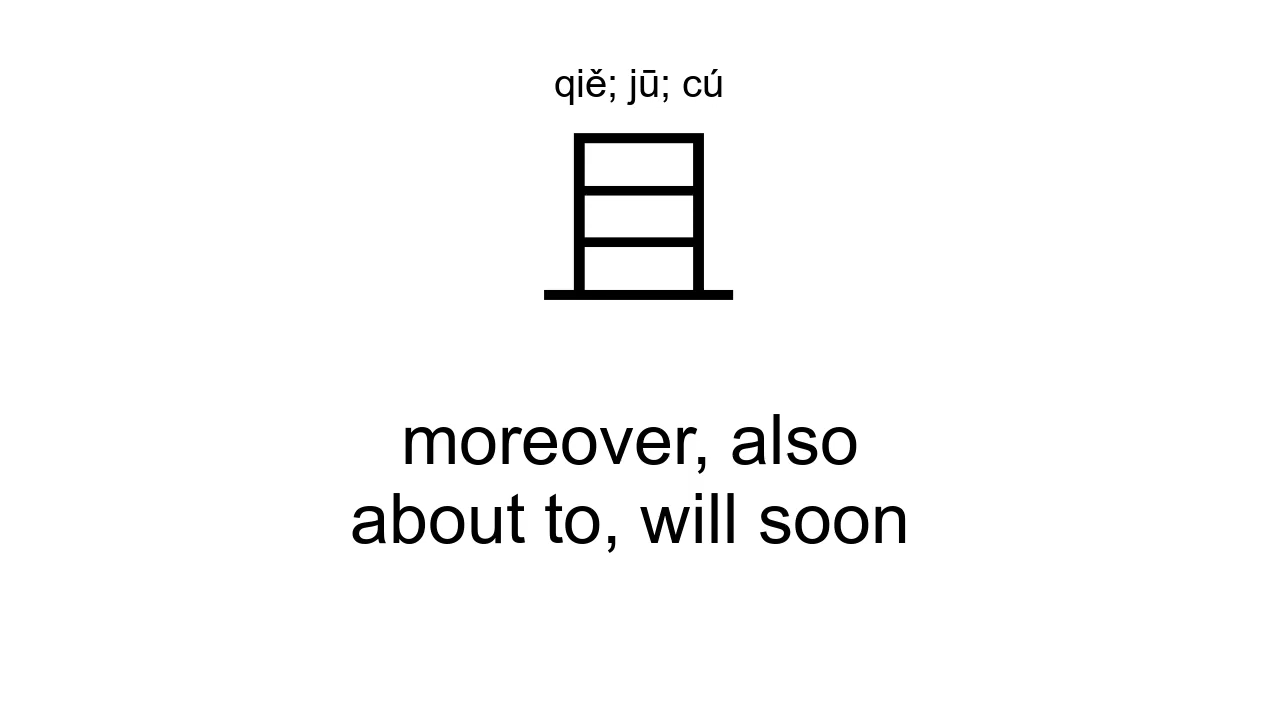 qiě; jū; cú
且
moreover, also
about to, will soon